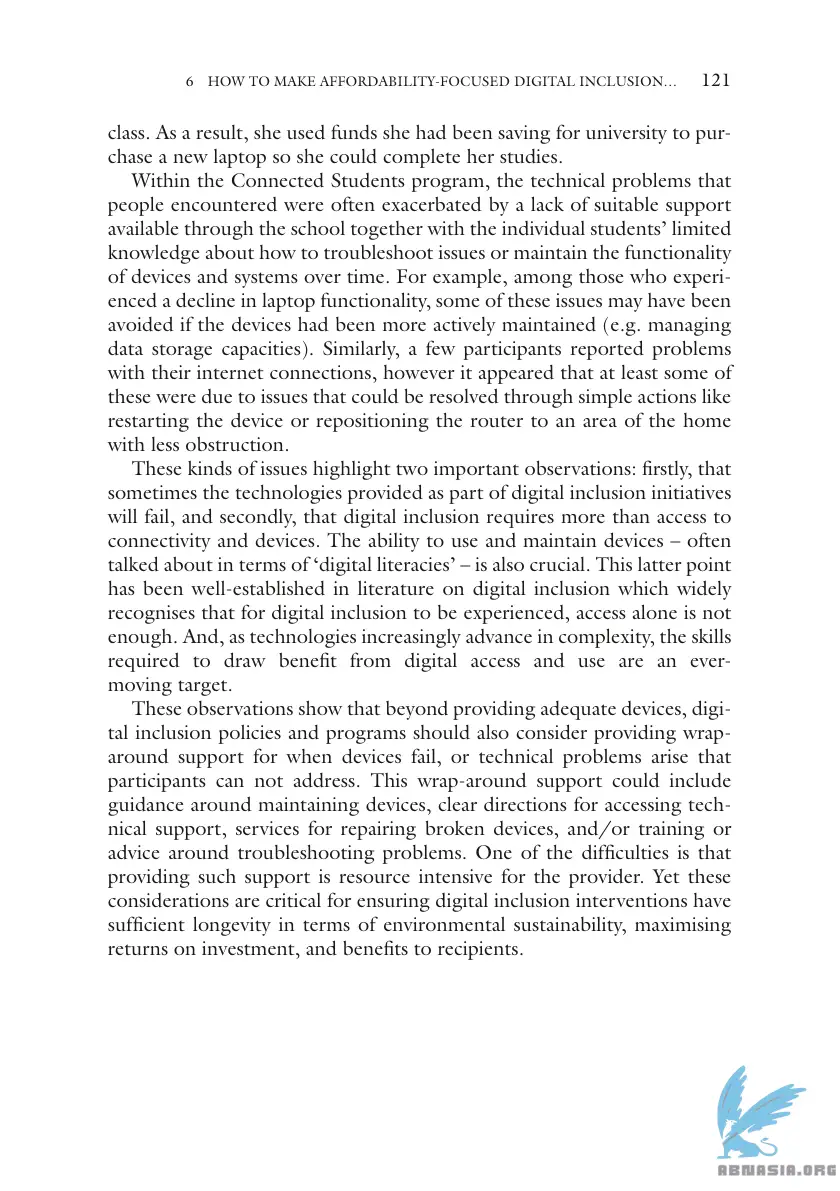 6 HOW TO MAKE AFFORDABILITY-FOCUSED DIGITAL INCLUSION… 121
class. As a result, she used funds she had been saving for university to pur-
chase a new laptop so she could complete her studies.
Within the Connected Students program, the technical problems that
people encountered were often exacerbated by a lack of suitable support
available through the school together with the individual students’ limited
knowledge about how to troubleshoot issues or maintain the functionality
of devices and systems over time. For example, among those who experi-
enced a decline in laptop functionality, some of these issues may have been
avoided if the devices had been more actively maintained (e.g. managing
data storage capacities). Similarly, a few participants reported problems
with their internet connections, however it appeared that at least some of
these were due to issues that could be resolved through simple actions like
restarting the device or repositioning the router to an area of the home
with less obstruction.
These kinds of issues highlight two important observations: firstly, that
sometimes the technologies provided as part of digital inclusion initiatives
will fail, and secondly, that digital inclusion requires more than access to
connectivity and devices. The ability to use and maintain devices – often
talked about in terms of ‘digital literacies’ – is also crucial. This latter point
has been well-established in literature on digital inclusion which widely
recognises that for digital inclusion to be experienced, access alone is not
enough. And, as technologies increasingly advance in complexity, the skills
required to draw benefit from digital access and use are an ever-
moving target.
These observations show that beyond providing adequate devices, digi-
tal inclusion policies and programs should also consider providing wrap-
around support for when devices fail, or technical problems arise that
participants can not address. This wrap-around support could include
guidance around maintaining devices, clear directions for accessing tech-
nical support, services for repairing broken devices, and/or training or
advice around troubleshooting problems. One of the difficulties is that
providing such support is resource intensive for the provider. Yet these
considerations are critical for ensuring digital inclusion interventions have
sufficient longevity in terms of environmental sustainability, maximising
returns on investment, and benefits to recipients.
ABNASIA.ORG